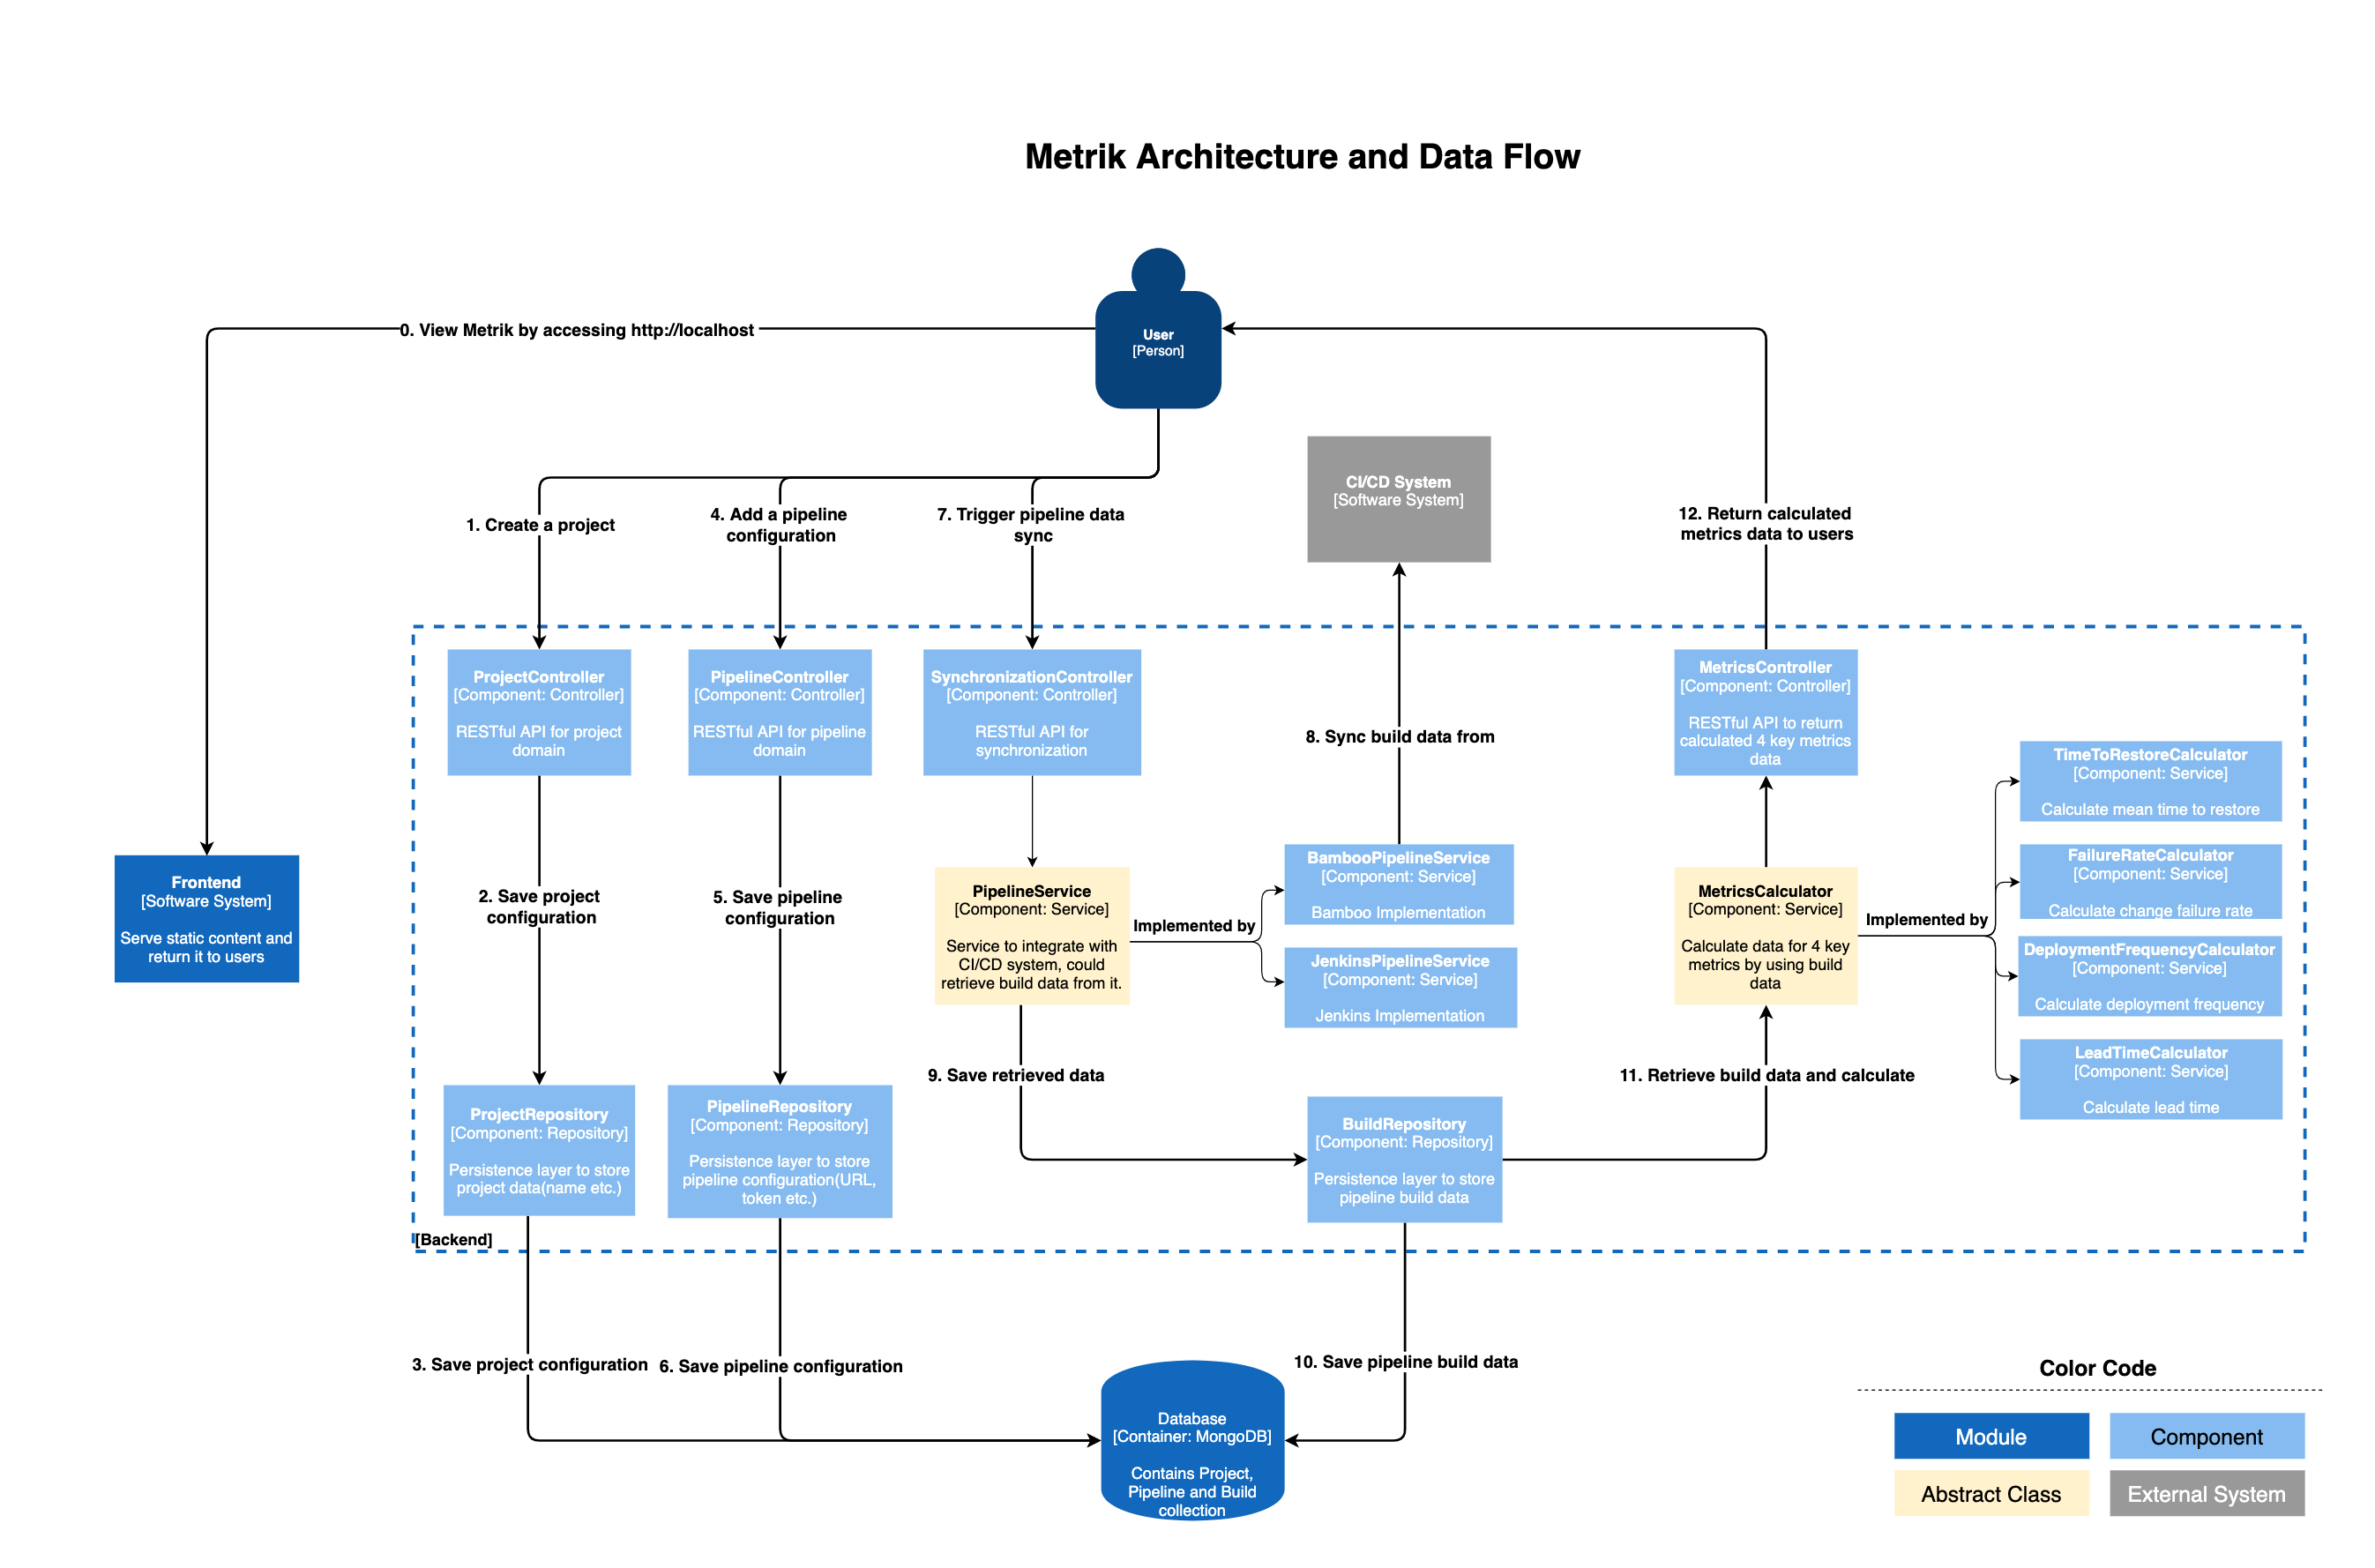 Metrik Architecture and Data Flow
User
[Person]
0. View Metrik by accessing http://localhost
CI/CD System
[Software System]
1. Create a project
4. Add a pipeline
configuration
7. Trigger pipeline data
sync
12. Return calculated
metrics data to users
ProjectController
[Component: Controller]
RESTful API for project
domain
PipelineController
[Component: Controller]
RESTful API for pipeline
domain
SynchronizationController
[Component: Controller]
RESTful API for
synchronization
8. Sync build data from
MetricsController
[Component: Controller]
RESTful API to return
calculated 4 key metrics
data
TimeToRestoreCalculator
[Component: Service]
Calculate mean time to restore
Frontend
[Software System]
Serve static content and
return it to users
2. Save project
configuration
5. Save pipeline
configuration
PipelineService
[Component: Service]
Service to integrate with
CI/CD system, could
retrieve build data from it.
Implemented by
BambooPipelineService
[Component: Service]
Bamboo Implementation
JenkinsPipelineService
[Component: Service]
Jenkins Implementation
MetricsCalculator
[Component: Service]
Calculate data for 4 key
metrics by using build
data
Implemented by
FailureRateCalculator
[Component: Service]
Calculate change failure rate
DeploymentFrequencyCalculator
[Component: Service]
Calculate deployment frequency
LeadTimeCalculator
[Component: Service]
Calculate lead time
9. Save retrieved data
11. Retrieve build data and calculate
ProjectRepository
[Component: Repository]
Persistence layer to store
project data(name etc.)
PipelineRepository
[Component: Repository]
Persistence layer to store
pipeline configuration(URL,
token etc.)
BuildRepository
[Component: Repository]
Persistence layer to store
pipeline build data
[Backend]
3. Save project configuration
6. Save pipeline configuration
10. Save pipeline build data
Database
[Container: MongoDB]
Contains Project,
Pipeline and Build
collection
Color Code
Module
Component
Abstract Class
External System